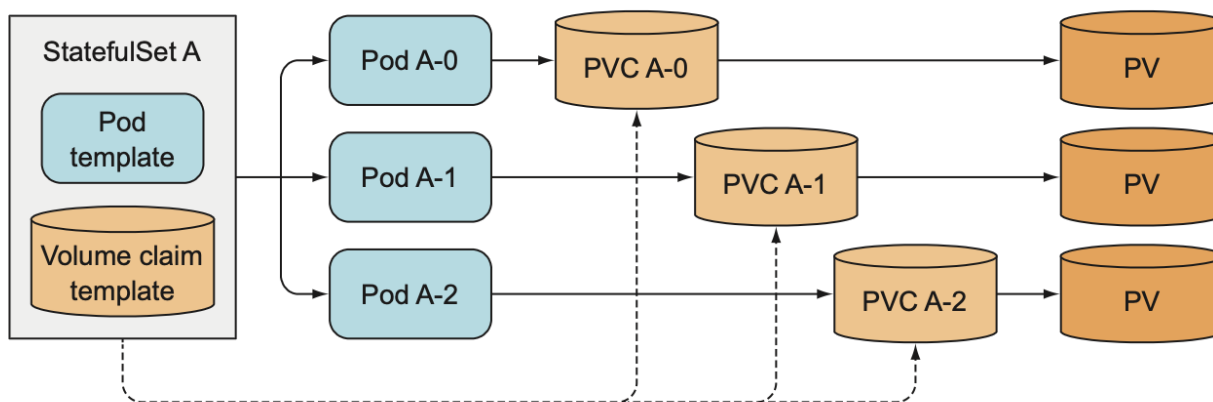 StatefulSet A
Pod
template
Volume claim
template
Pod A-0
PVC A-0
PV
Pod A-1
PVC A-1
PV
Pod A-2
PVC A-2
PV